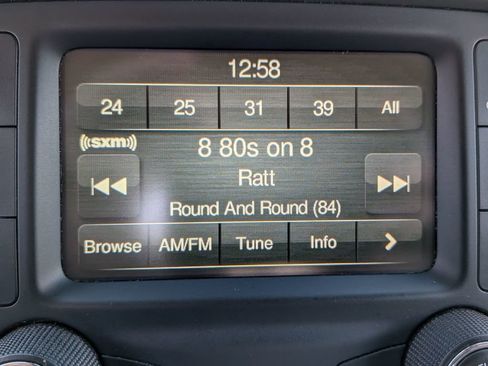 12:58
24 25 31 39 All
((sxm)) 8 80s on 8
Ratt
Round And Round (84)
Browse AM/FM Tune Info >